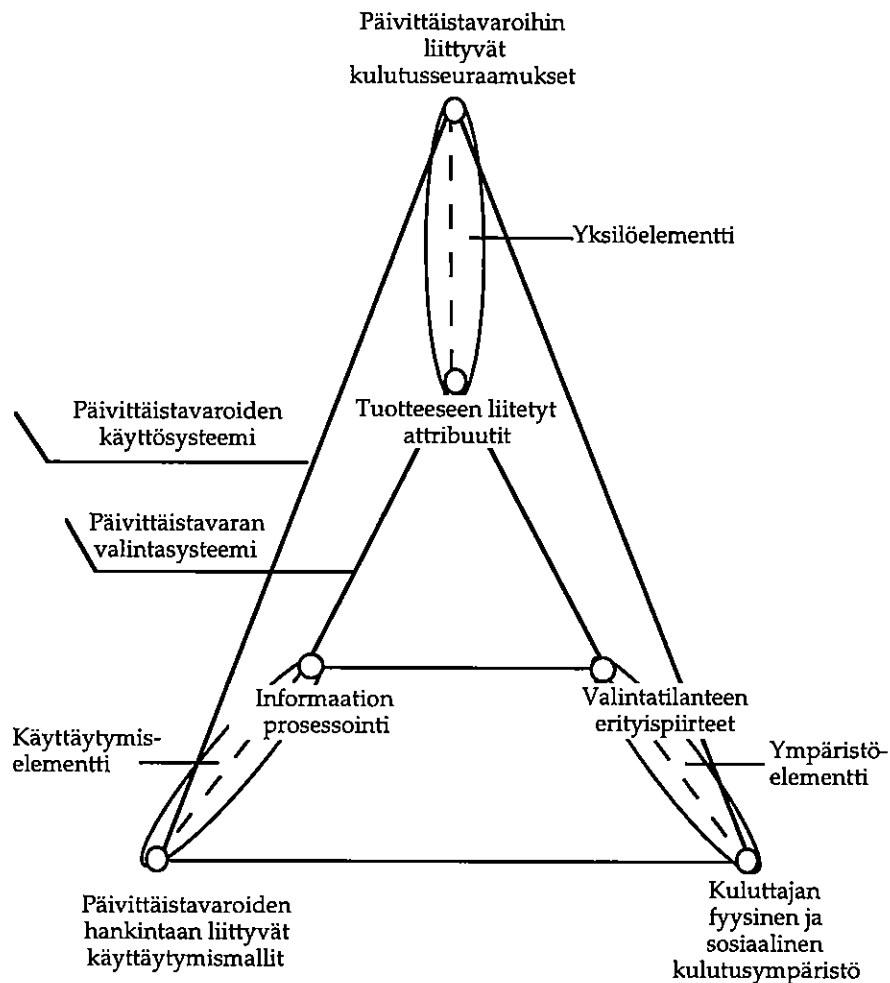 Päivittäistavaroihin
liittyvät
kulutusseuraamukset
Yksilöelementti
Päivittäistavaroiden
käyttösysteemi
Tuotteeseen liitetyt
attribuutit
Päivittäistavaran
valintasysteemi
Informaation
prosessointi
Valintatilanteen
erityispiirteet
Käyttäytymis-
elementti
Ympäristö-
elementti
Päivittäistavaroiden
hankintaan liittyvät
käyttäytymismallit
Kuluttajan
fyysinen ja
sosiaalinen
kulutusympäristö